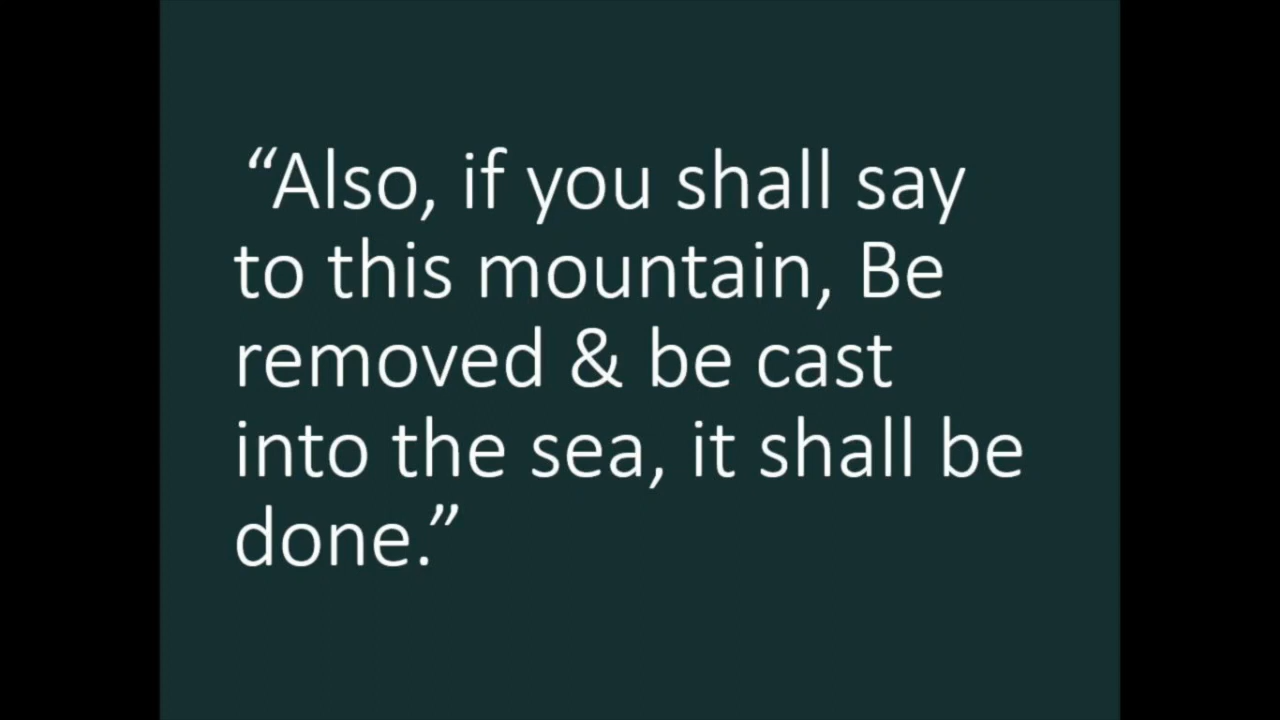 “Also, if you shall say
to this mountain, Be
removed & be cast
into the sea, it shall be
done.”